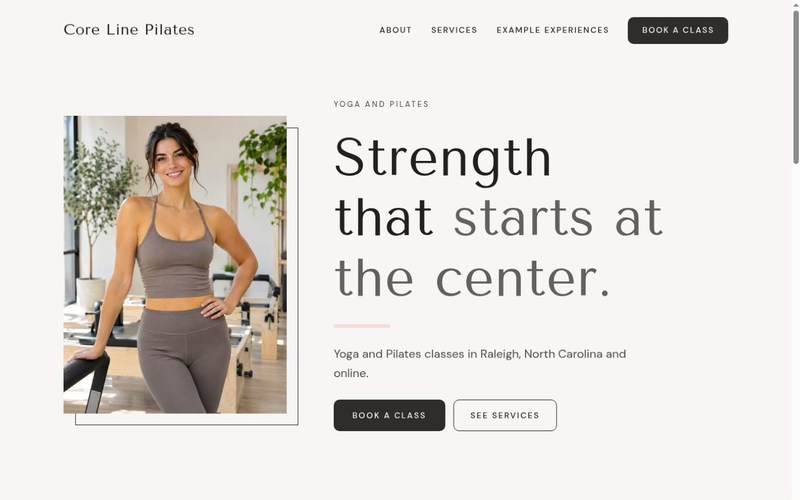 Core Line Pilates
ABOUT
SERVICES
EXAMPLE EXPERIENCES
BOOK A CLASS
YOGA AND PILATES
Strength
that starts at
the center.
Yoga and Pilates classes in Raleigh, North Carolina and
online.
BOOK A CLASS
SEE SERVICES